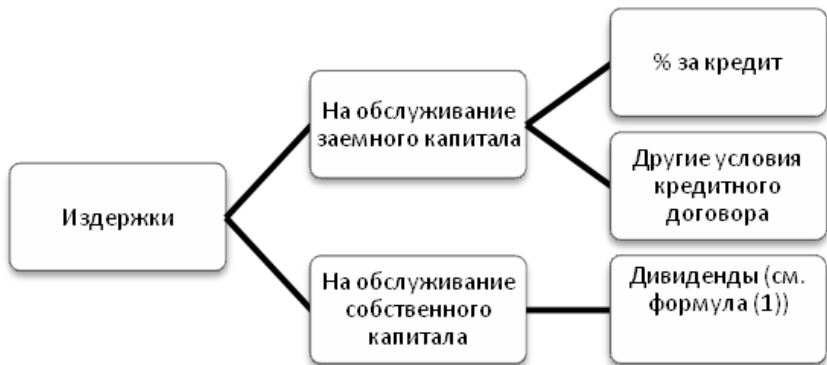 Издержки
На обслуживание
заемного капитала
% за кредит
Другие условия
кредитного
договора
На обслуживание
собственного
капитала
Дивиденды (см.
формула (1))